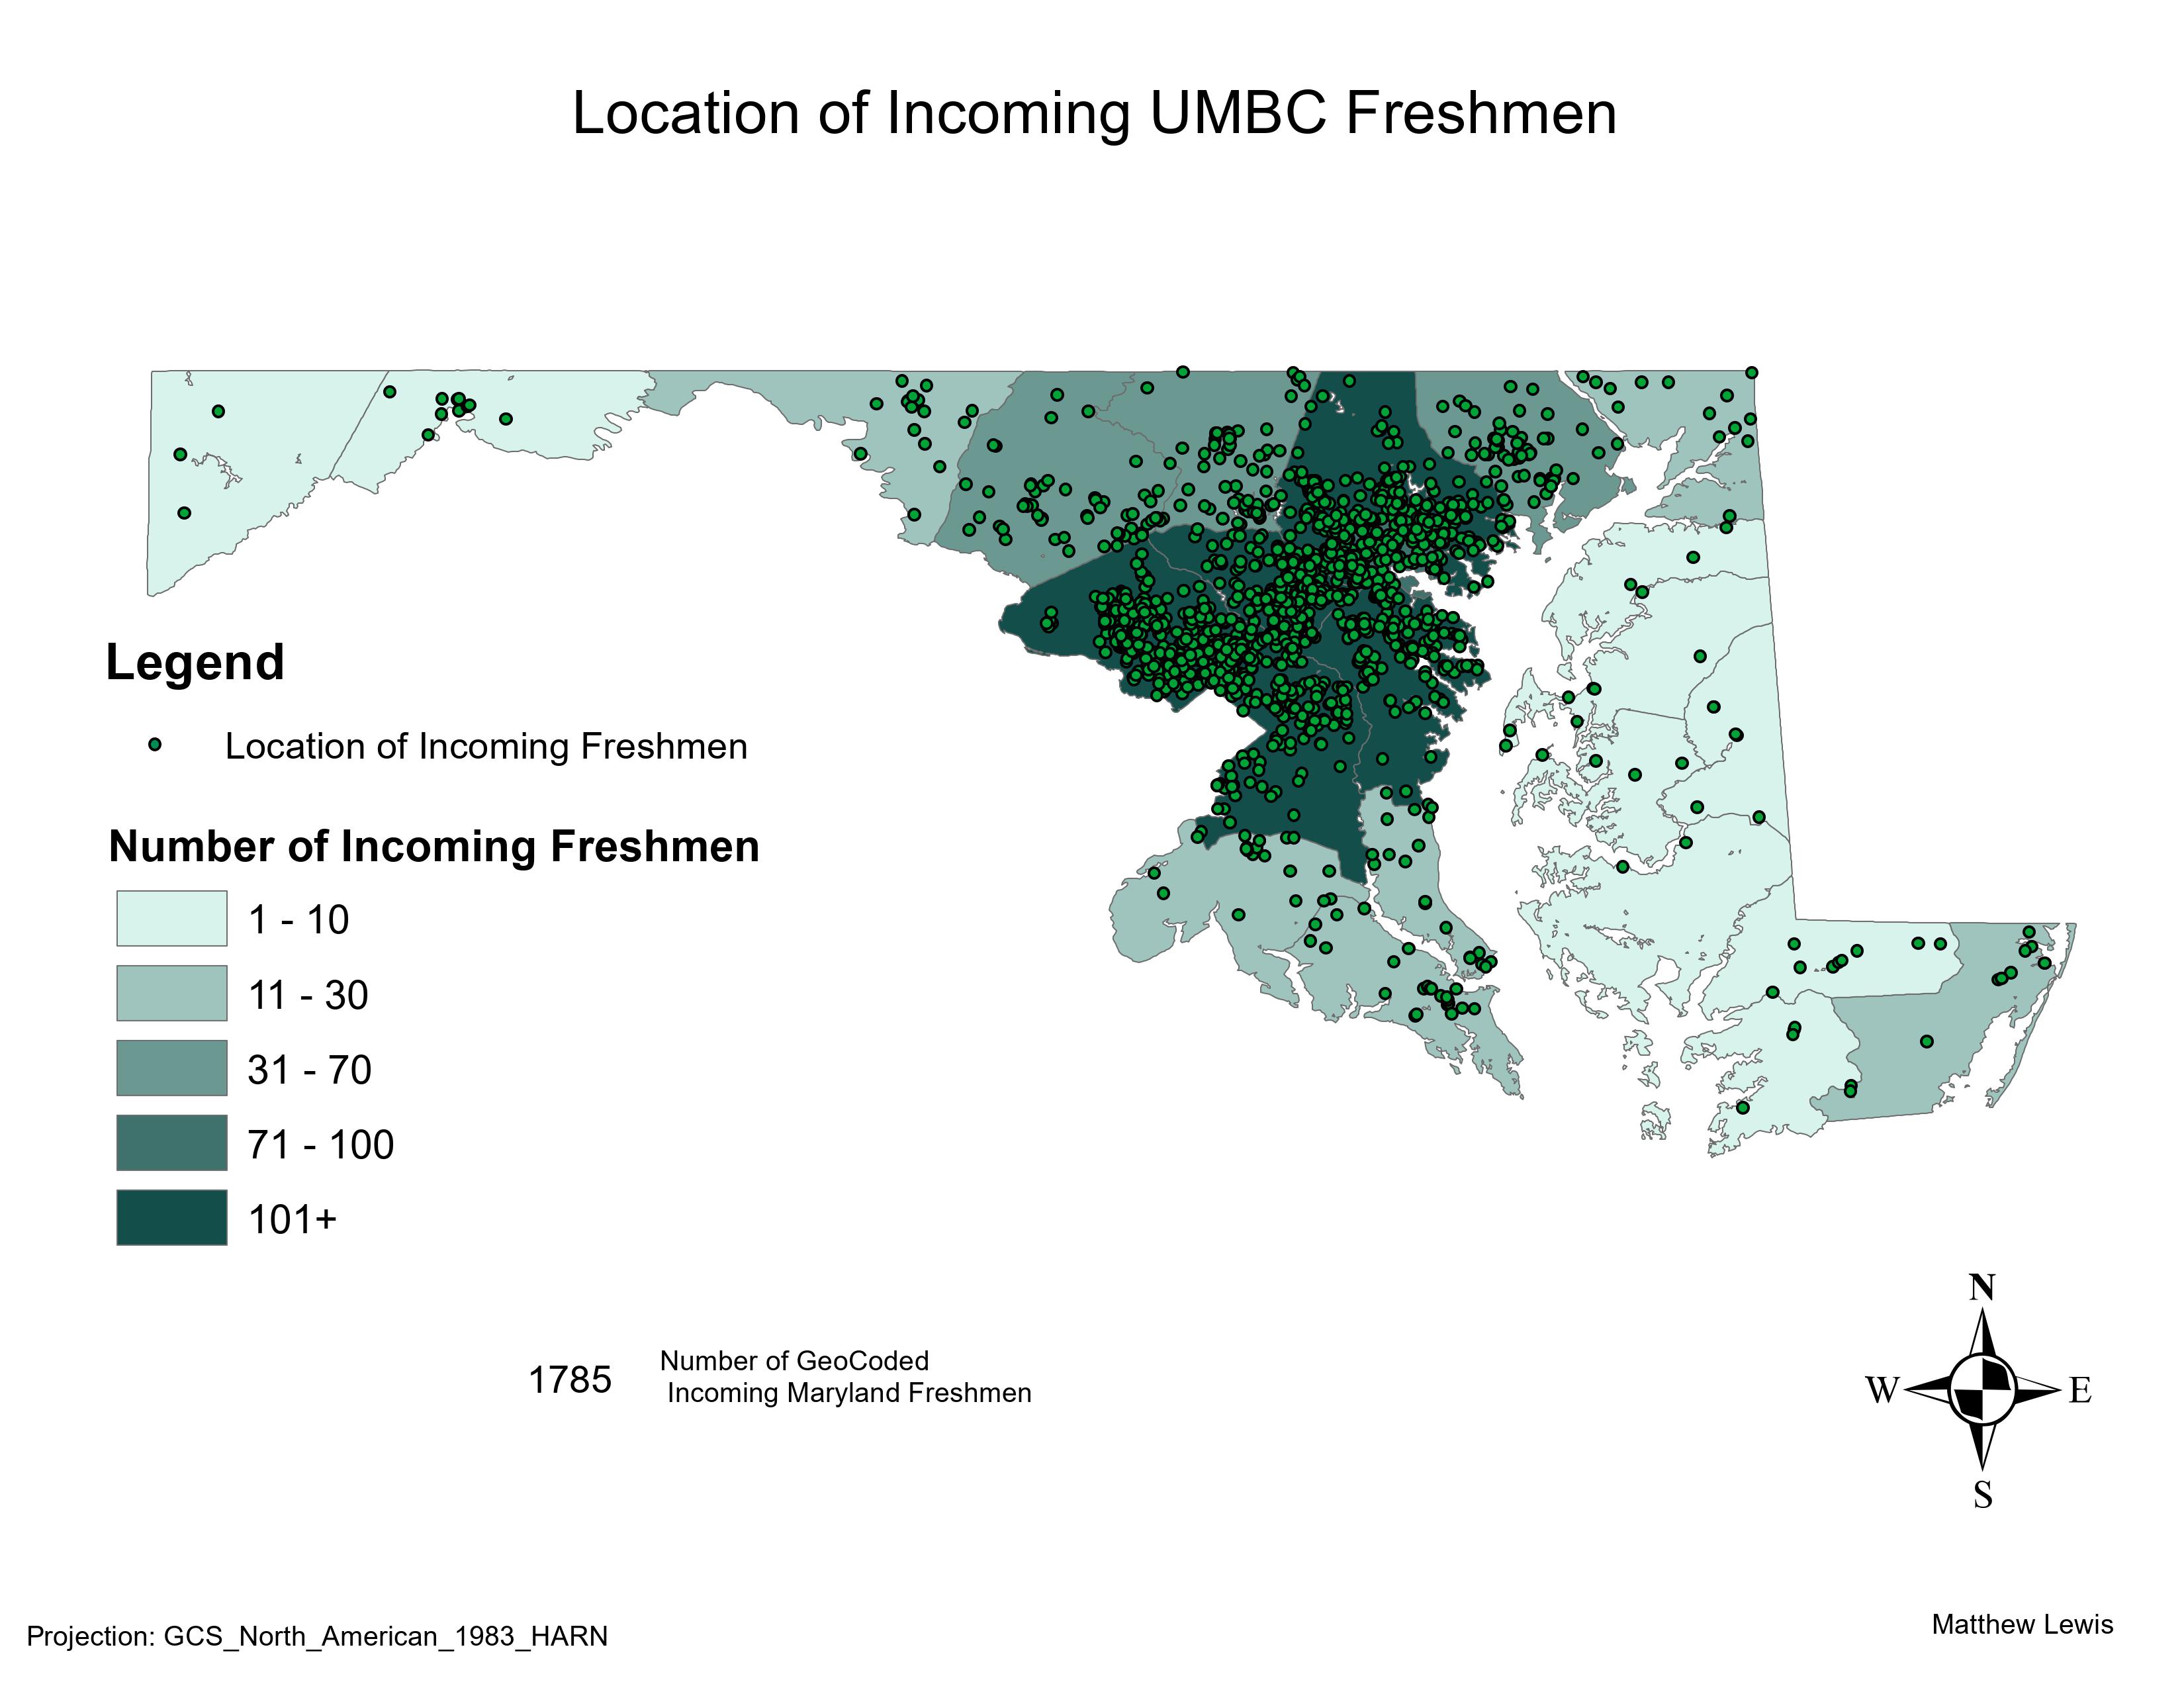 Location of Incoming UMBC Freshmen
Legend
Location of Incoming Freshmen
Number of Incoming Freshmen
1 - 10
11 - 30
31 - 70
71 - 100
101+
1785
Number of GeoCoded
Incoming Maryland Freshmen
N
W
E
S
Projection: GCS_North_American_1983_HARN
Matthew Lewis